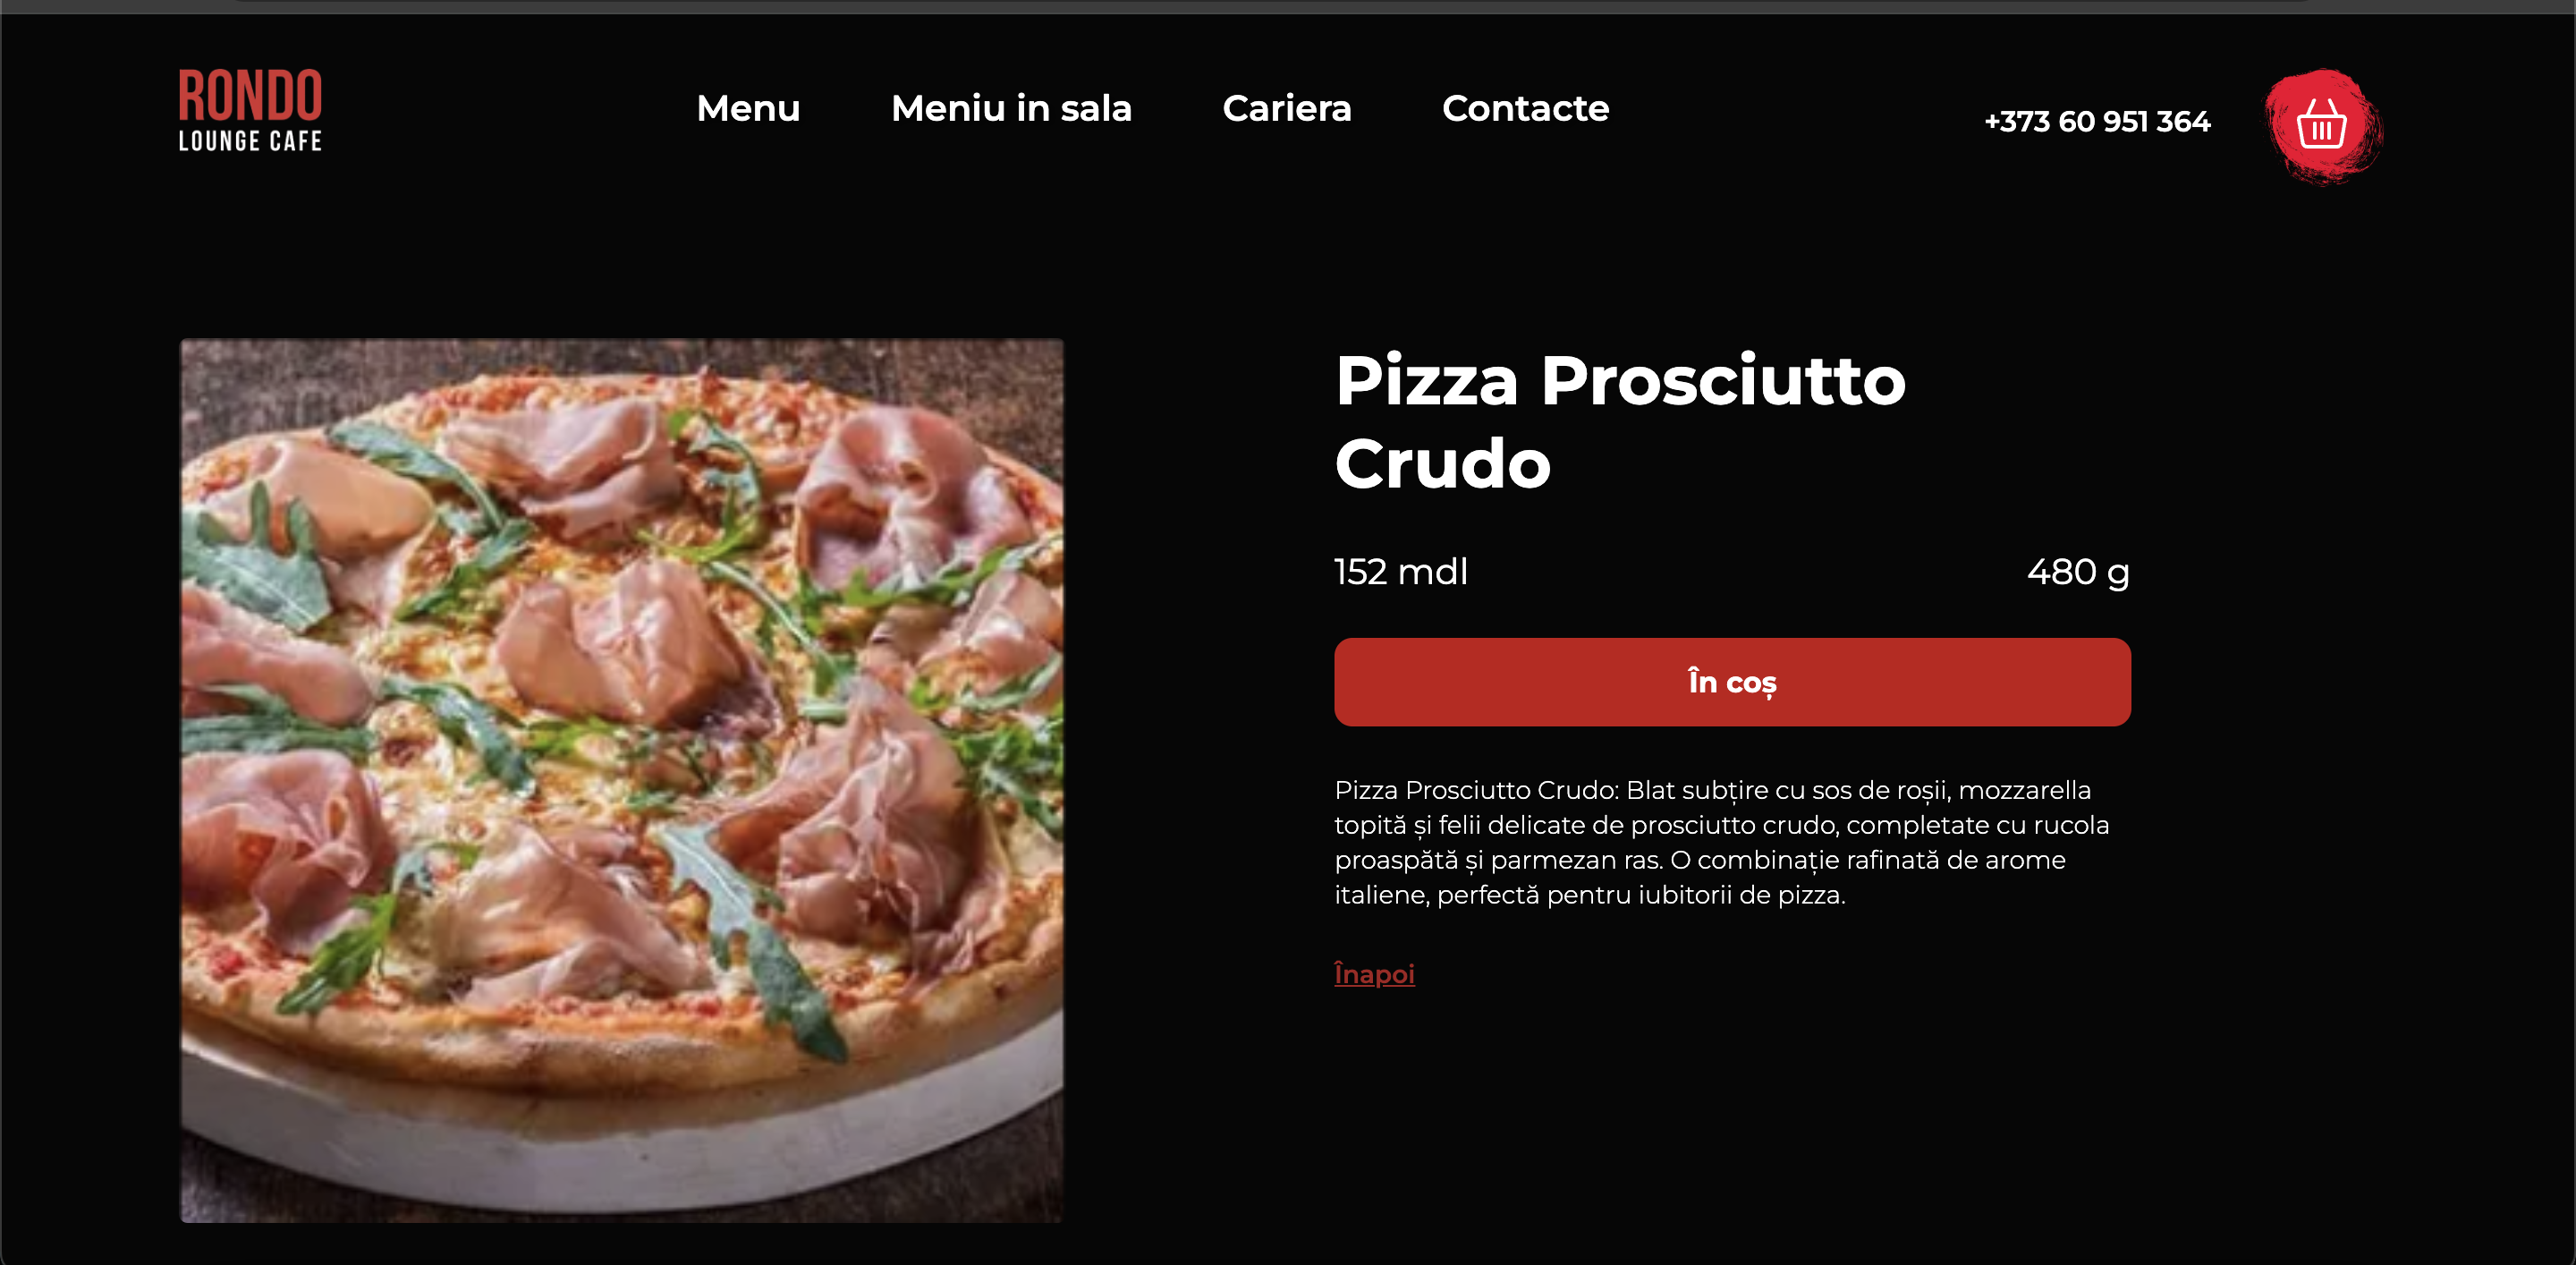 RONDO
LOUNGE CAFE
Menu
Meniu in sala
Cariera
Contacte
+373 60 951 364
Pizza Prosciutto
Crudo
152 mdl
480 g
În coș
Pizza Prosciutto Crudo: Blat subțire cu sos de roșii, mozzarella
topită și felii delicate de prosciutto crudo, completate cu rucola
proaspătă și parmezan ras. O combinație rafinată de arome
italiene, perfectă pentru iubitorii de pizza.
Înapoi